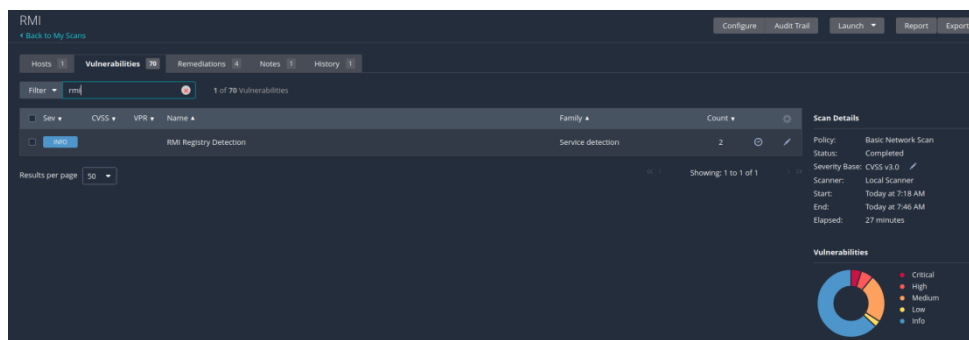 RMI
Back to My Scans
Configure
Audit Trail
Launch
Report
Export
Hosts 1
Vulnerabilities 70
Remediations 4
Notes 1
History 1
Filter
rmi
1 of 70 Vulnerabilities
Sev CVSS VPR Name Family Count
INFO RMI Registry Detection Service detection 2
Results per page 50
Showing: 1 to 1 of 1
Scan Details
Policy: Basic Network Scan
Status: Completed
Severity Base: CVSS v3.0
Scanner: Local Scanner
Start: Today at 7:18 AM
End: Today at 7:46 AM
Elapsed: 27 minutes
Vulnerabilities
Critical
High
Medium
Low
Info